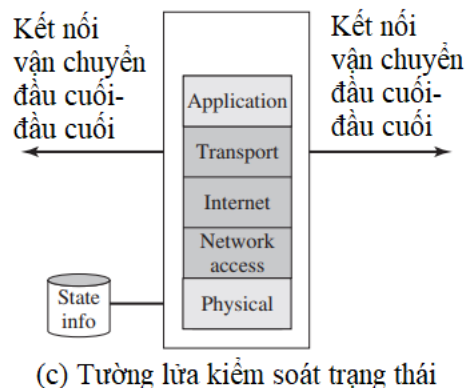 Kết nối
vận chuyển
đầu cuối-
đầu cuối
Kết nối
vận chuyển
đầu cuối-
đầu cuối
Application
Transport
Internet
Network
access
Physical
State
info
(c) Tường lửa kiểm soát trạng thái